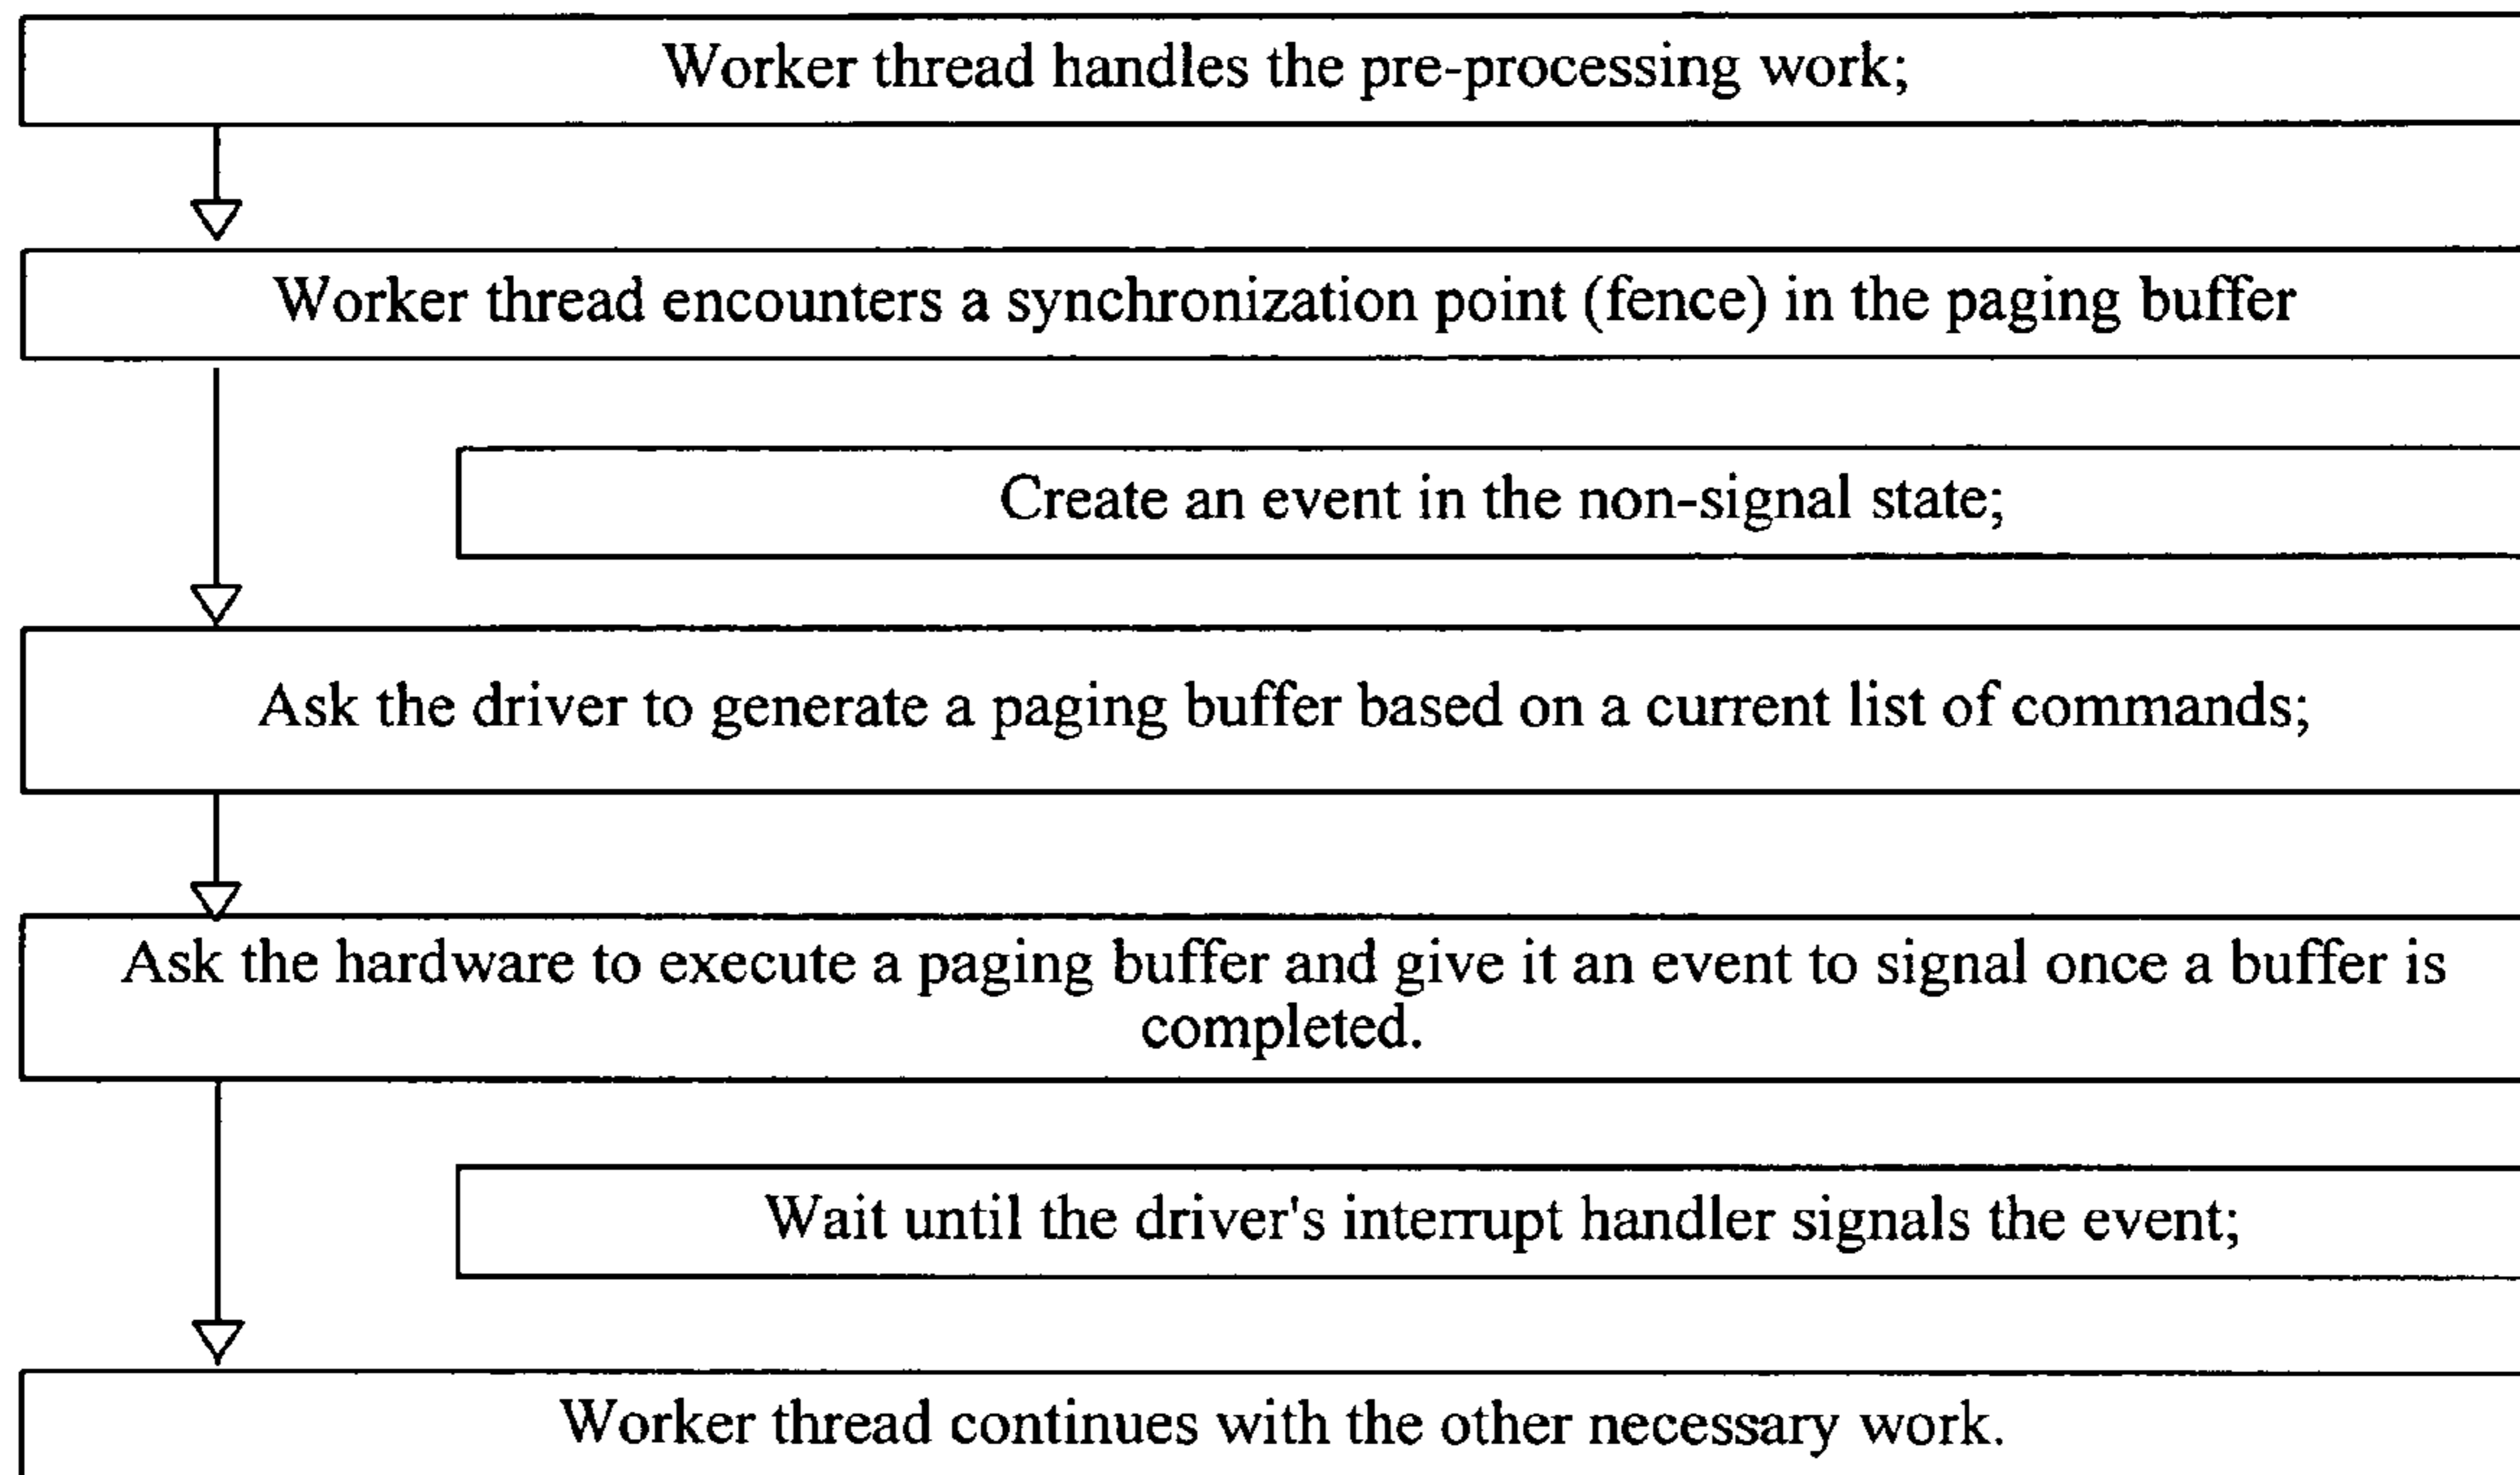 Worker thread handles the pre-processing work;
Worker thread encounters a synchronization point (fence) in the paging buffer
Create an event in the non-signal state;
Ask the driver to generate a paging buffer based on a current list of commands;
Ask the hardware to execute a paging buffer and give it an event to signal once a buffer is
completed.
Wait until the driver's interrupt handler signals the event;
Worker thread continues with the other necessary work.